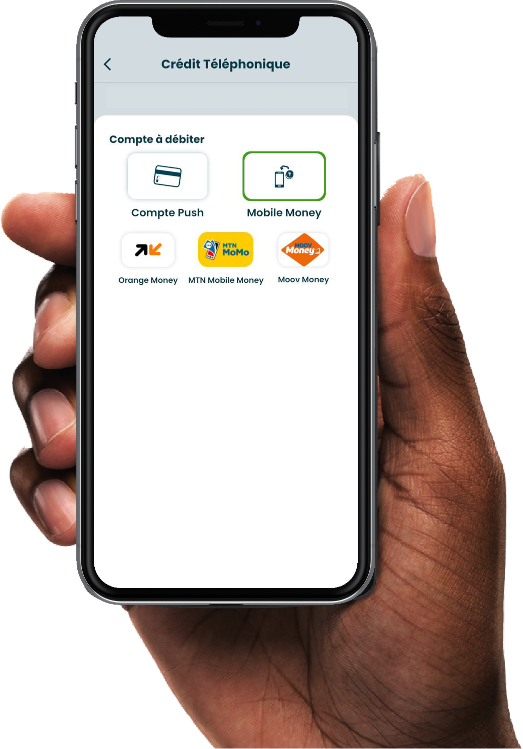 Crédit Téléphonique
Compte à débiter
Compte Push
Mobile Money
MTN
MoMo
MOOV
Money
Orange Money
MTN Mobile Money
Moov Money